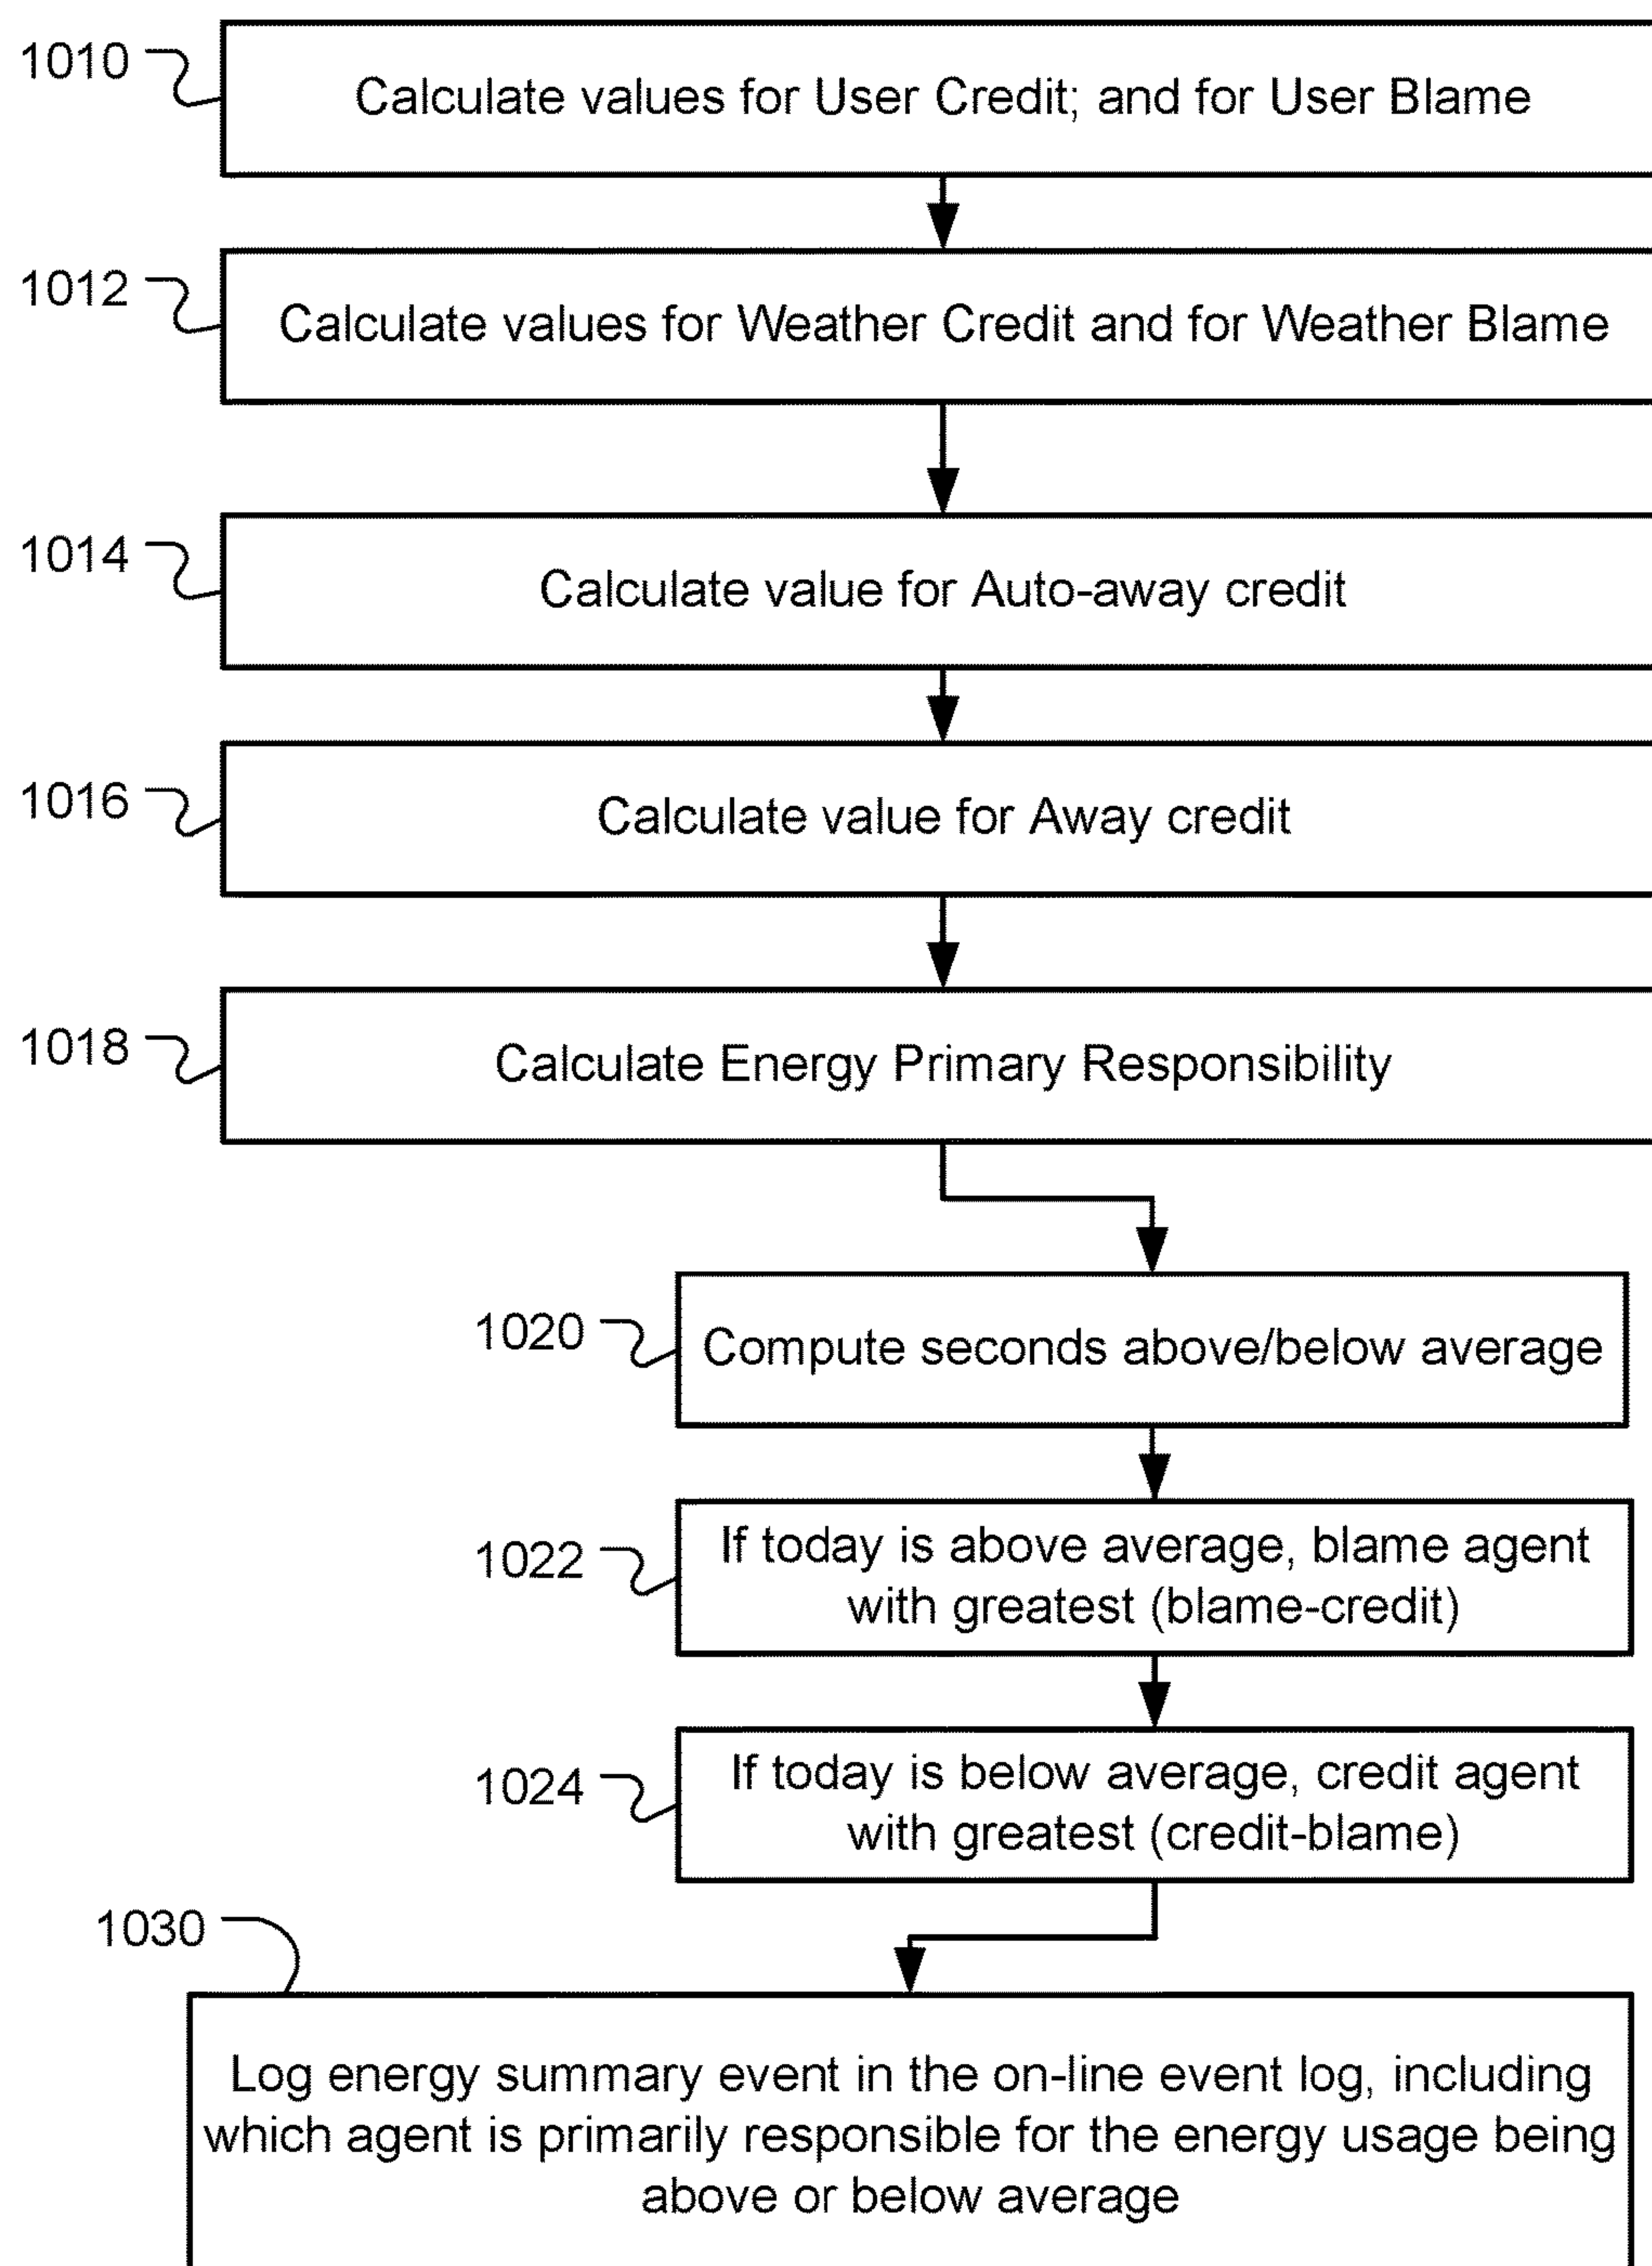 1010
Calculate values for User Credit; and for User Blame
1012
Calculate values for Weather Credit and for Weather Blame
1014
Calculate value for Auto-away credit
1016
Calculate value for Away credit
1018
Calculate Energy Primary Responsibility
1020
Compute seconds above/below average
1022
If today is above average, blame agent
with greatest (blame-credit)
1024
If today is below average, credit agent
with greatest (credit-blame)
1030
Log energy summary event in the on-line event log, including
which agent is primarily responsible for the energy usage being
above or below average